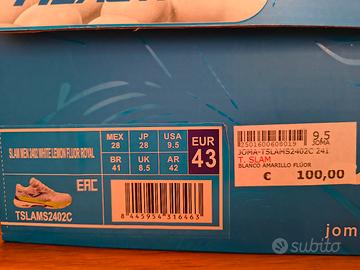 SLAM MEN 2402 WHITE LEMON FLUOR ROYAL
MEX
28
JP
28
USA
9.5
EUR
43
BR
41
UK
8.5
AR
42
EAC
TSLAMS2402C
8 445954 316463
2501600608019
9,5
JOMA
JOMA-TSLAMS2402C 241
T. SLAM
BLANCO AMARILLO FLÚOR
€ 100,00
jom
subito